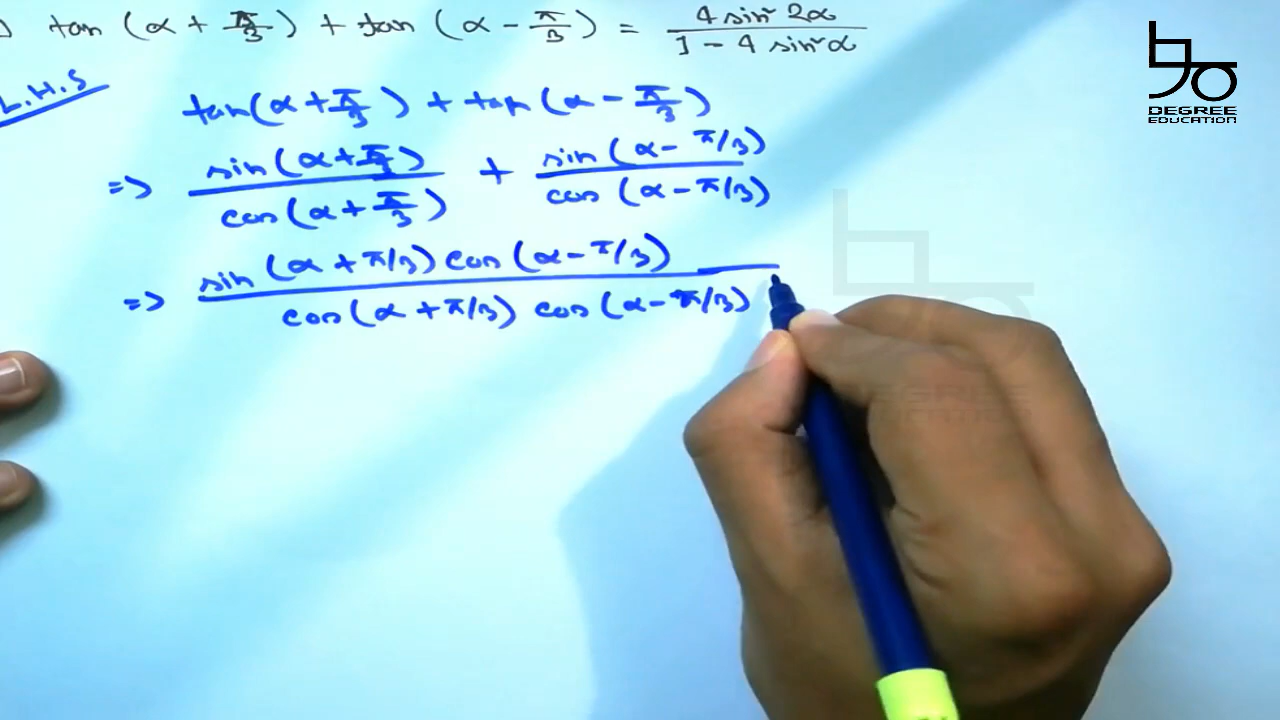 tan (α + π/3) + tan (α - π/3) = 4 sin² 2α / 1 - 4 sin²α
L.H.S
tan(α + π/3) + tan(α - π/3)
=> sin(α + π/3) / cos(α + π/3) + sin(α - π/3) / cos(α - π/3)
=> sin(α + π/3) cos(α - π/3) / cos(α + π/3) cos(α - π/3)
DEGREE
EDUCATION